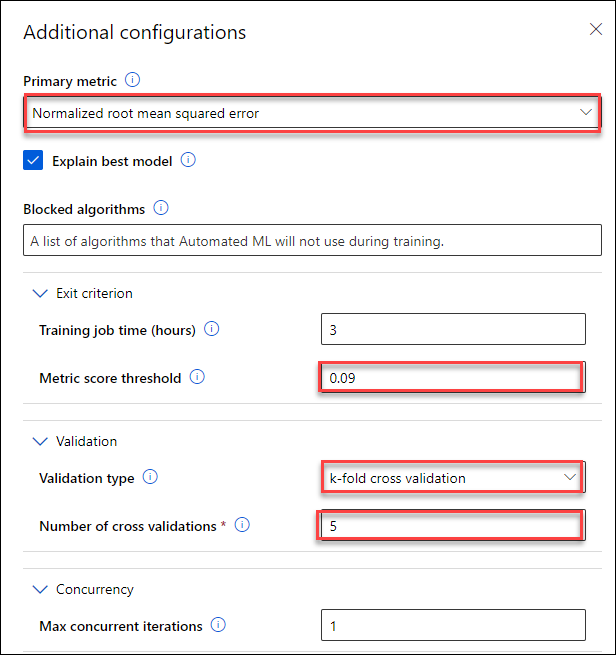 Additional configurations
Primary metric
Normalized root mean squared error
Explain best model
Blocked algorithms
A list of algorithms that Automated ML will not use during training.
Exit criterion
Training job time (hours)
3
Metric score threshold
0.09
Validation
Validation type
k-fold cross validation
Number of cross validations *
5
Concurrency
Max concurrent iterations
1